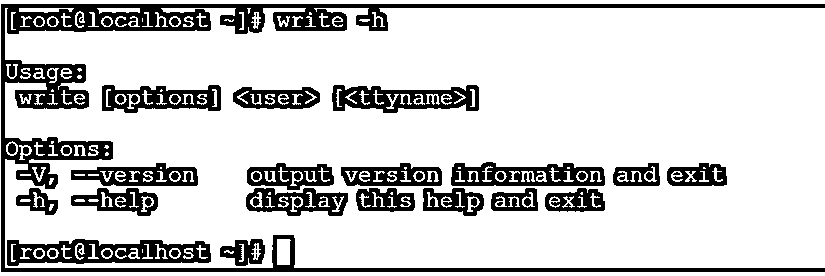 [root@localhost ~]# write -h
Usage:
 write [options] <user> [<ttyname>]
Options:
 -V, --version    output version information and exit
 -h, --help       display this help and exit
[root@localhost ~]#